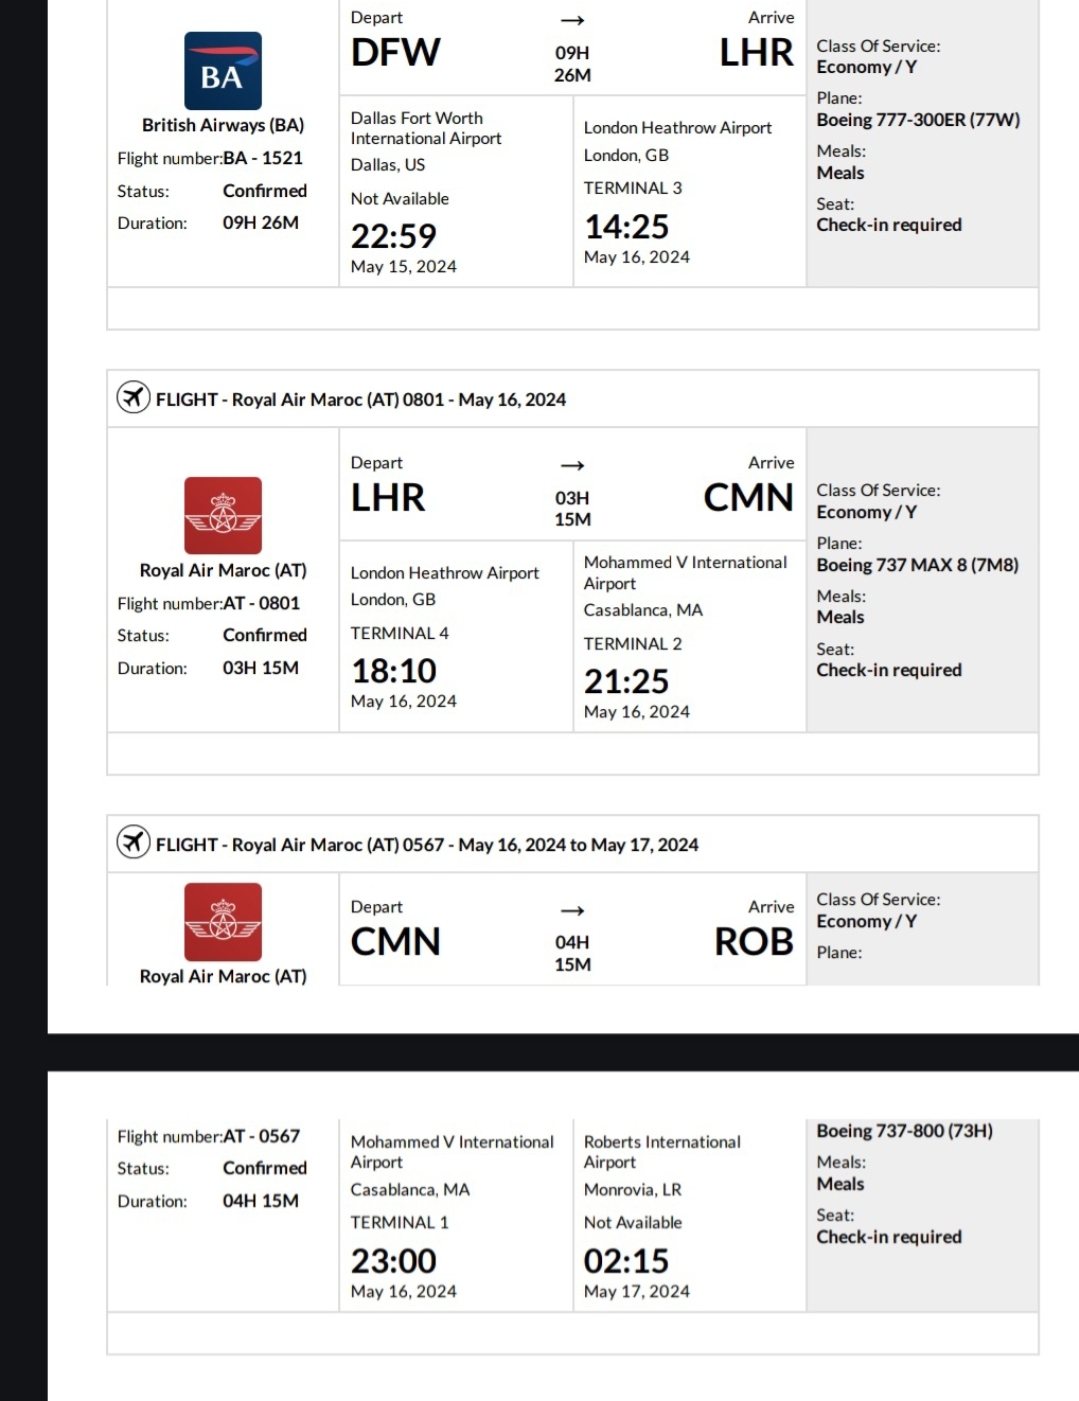 Depart → Arrive
DFW 09H 26M LHR
BA
British Airways (BA)
Flight number:BA - 1521
Status: Confirmed
Duration: 09H 26M
Dallas Fort Worth
International Airport
Dallas, US
Not Available
22:59
May 15, 2024
London Heathrow Airport
London, GB
TERMINAL 3
14:25
May 16, 2024
Class Of Service:
Economy / Y
Plane:
Boeing 777-300ER (77W)
Meals:
Meals
Seat:
Check-in required
FLIGHT - Royal Air Maroc (AT) 0801 - May 16, 2024
Royal Air Maroc (AT)
Flight number:AT - 0801
Status: Confirmed
Duration: 03H 15M
Depart → Arrive
LHR 03H 15M CMN
London Heathrow Airport
London, GB
TERMINAL 4
18:10
May 16, 2024
Mohammed V International
Airport
Casablanca, MA
TERMINAL 2
21:25
May 16, 2024
Class Of Service:
Economy / Y
Plane:
Boeing 737 MAX 8 (7M8)
Meals:
Meals
Seat:
Check-in required
FLIGHT - Royal Air Maroc (AT) 0567 - May 16, 2024 to May 17, 2024
Royal Air Maroc (AT)
Depart → Arrive
CMN 04H 15M ROB
Class Of Service:
Economy / Y
Plane:
Flight number:AT - 0567
Status: Confirmed
Duration: 04H 15M
Mohammed V International
Airport
Casablanca, MA
TERMINAL 1
23:00
May 16, 2024
Roberts International
Airport
Monrovia, LR
Not Available
02:15
May 17, 2024
Boeing 737-800 (73H)
Meals:
Meals
Seat:
Check-in required